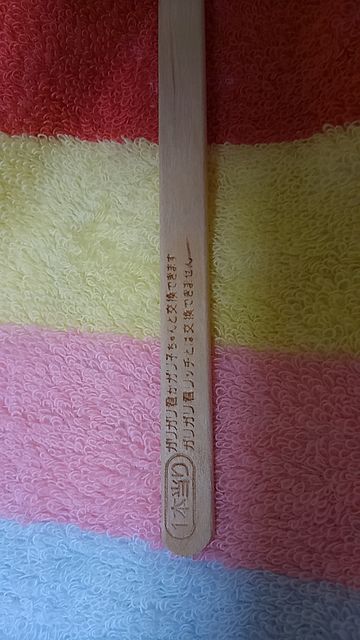 1本当り
ガリガリ君かガリ子ちゃんと交換できます
ガリガリ君リッチとは交換できません